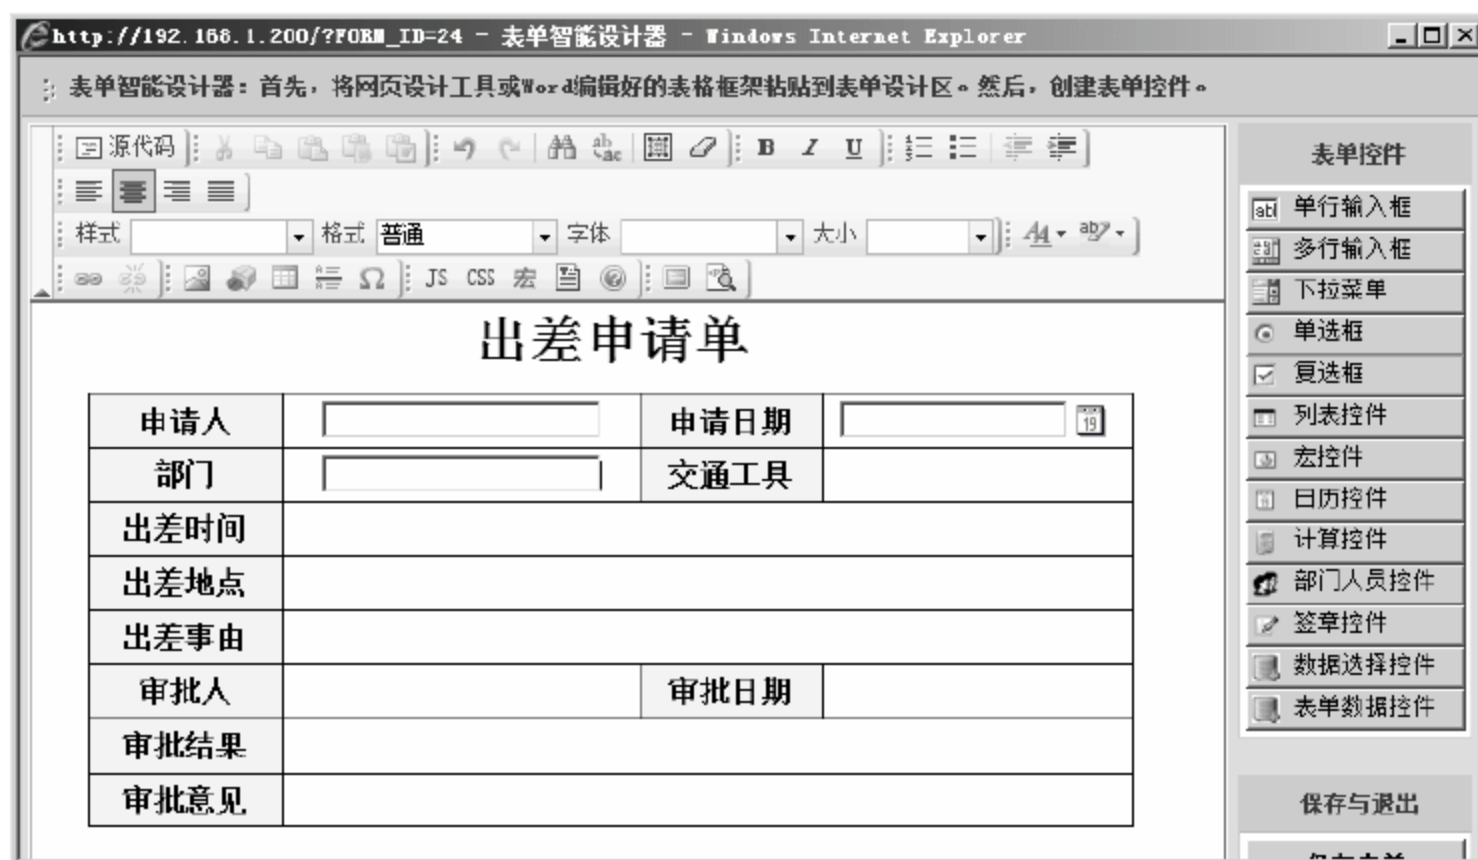 http://192.168.1.200/?FORM_ID=24 - 表单智能设计器 - Windows Internet Explorer
表单智能设计器：首先，将网页设计工具或Word编辑好的表格框架粘贴到表单设计区。然后，创建表单控件。
源代码 B I U
样式 格式 普通 字体 大小
JS CSS 宏
出差申请单
申请人 申请日期 19
部门 交通工具
出差时间
出差地点
出差事由
审批人 审批日期
审批结果
审批意见
表单控件
单行输入框
多行输入框
下拉菜单
单选框
复选框
列表控件
宏控件
日历控件
计算控件
部门人员控件
签章控件
数据选择控件
表单数据控件
保存与退出